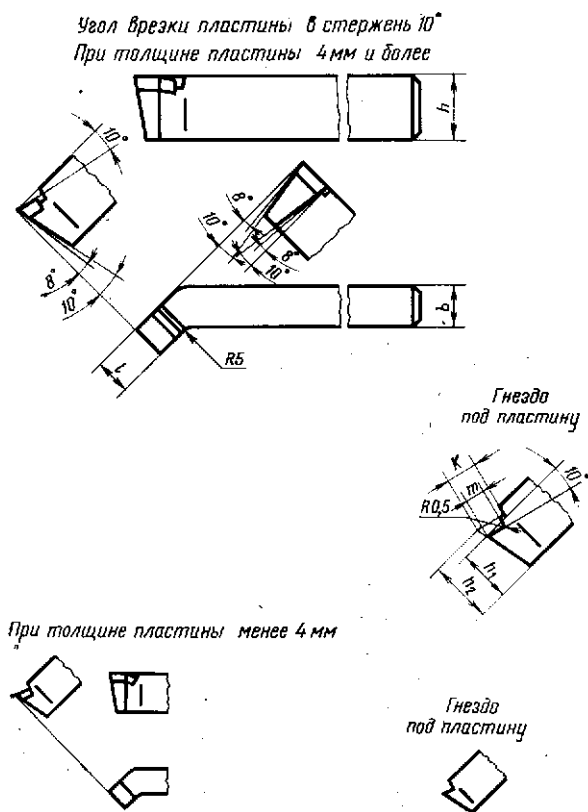 Угол врезки пластины в стержень 10°
При толщине пластины 4 мм и более
h
10°
8°
10°
8°
10°
8°
10°
b
R5
l
Гнездо
под пластину
K
m
10°
R0,5
h₁
h₂
При толщине пластины менее 4 мм
Гнездо
под пластину